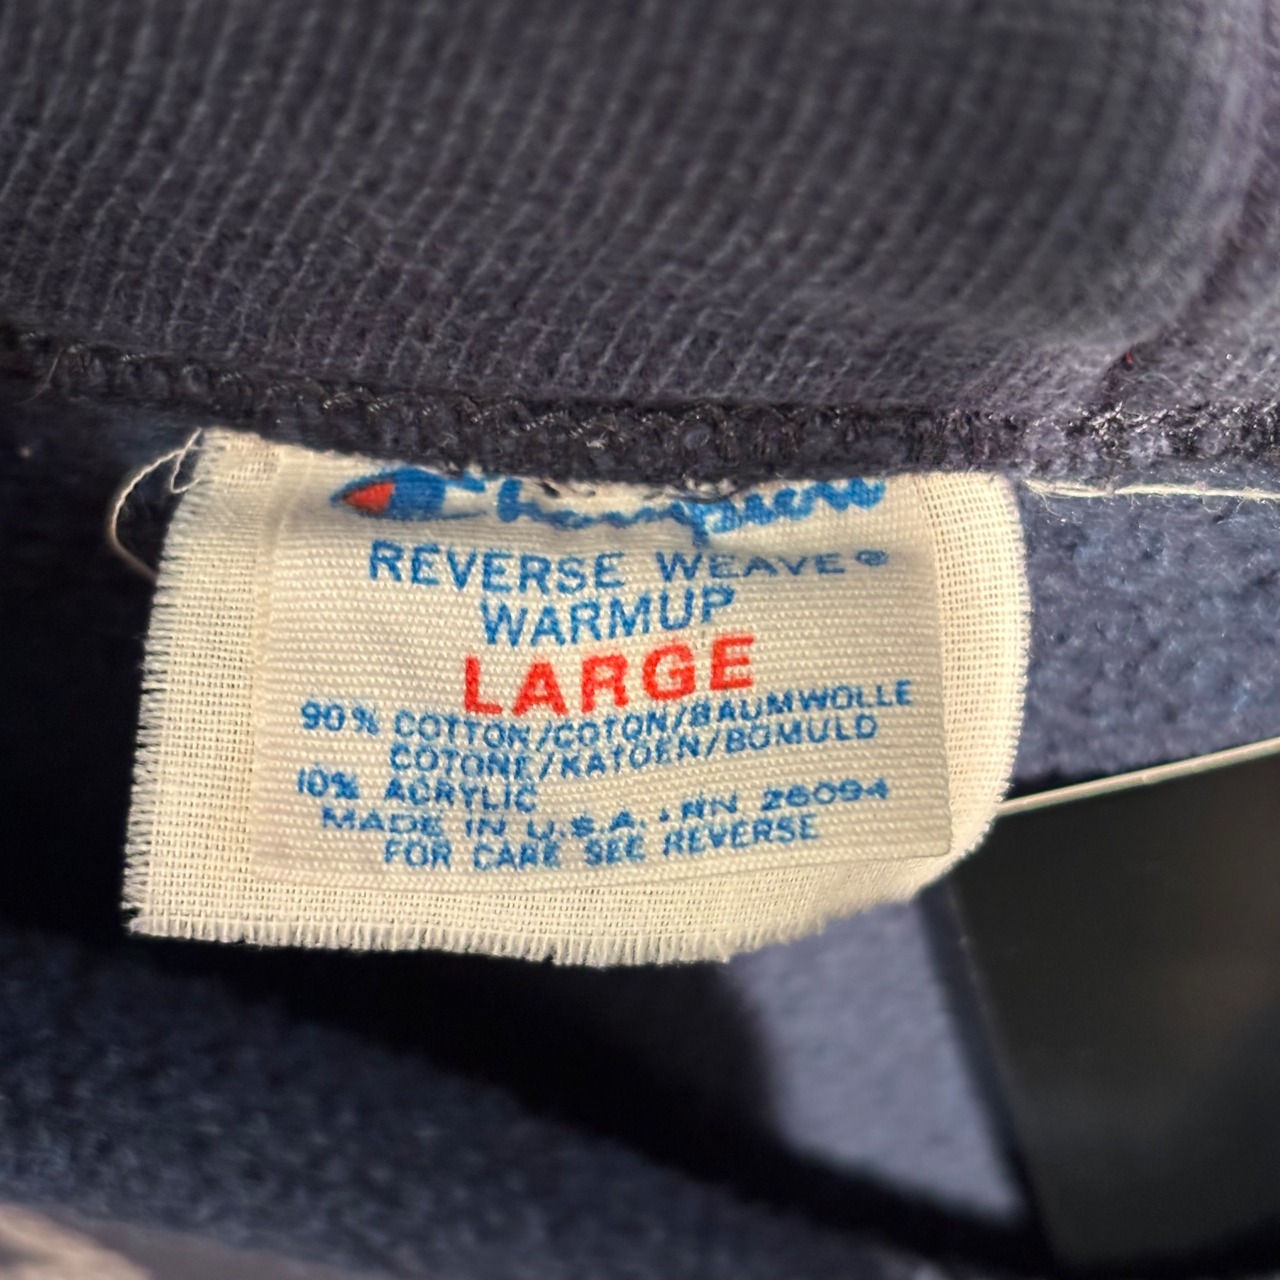 Champion
REVERSE WEAVE®
WARMUP
LARGE
90% COTTON/COTON/BAUMWOLLE
COTONE/KATOEN/BOMULD
10% ACRYLIC
MADE IN U.S.A. . RN 26094
FOR CARE SEE REVERSE